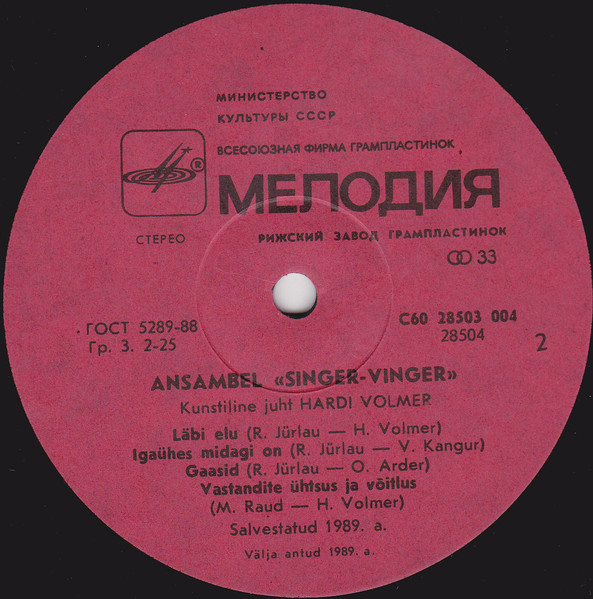 МИНИСТЕРСТВО
КУЛЬТУРЫ СССР
ВСЕСОЮЗНАЯ ФИРМА ГРАМПЛАСТИНОК
® МЕЛОДИЯ
СТЕРЕО РИЖСКИЙ ЗАВОД ГРАМПЛАСТИНОК
33
ГОСТ 5289-88 С60 28503 004
Гр. 3. 2-25 28504
2
ANSAMBEL «SINGER-VINGER»
Kunstiline juht HARDI VOLMER
Läbi elu (R. Jürlau — H. Volmer)
Igaühes midagi on (R. Jürlau — V. Kangur)
Gaasid (R. Jürlau — O. Arder)
Vastandite ühtsus ja võitlus
(M. Raud — H. Volmer)
Salvestatud 1989. a.
Välja antud 1989. a.